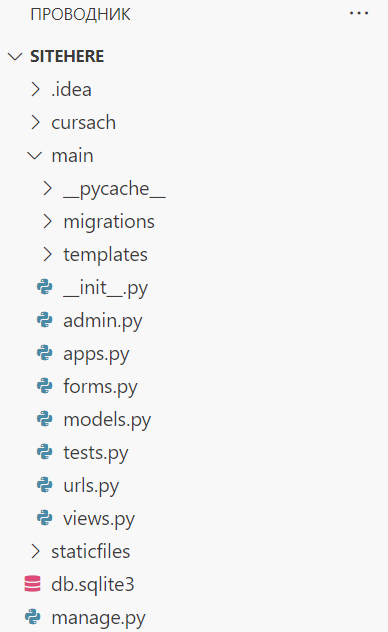 ПРОВОДНИК
SITEHERE
.idea
cursach
main
__pycache__
migrations
templates
__init__.py
admin.py
apps.py
forms.py
models.py
tests.py
urls.py
views.py
staticfiles
db.sqlite3
manage.py